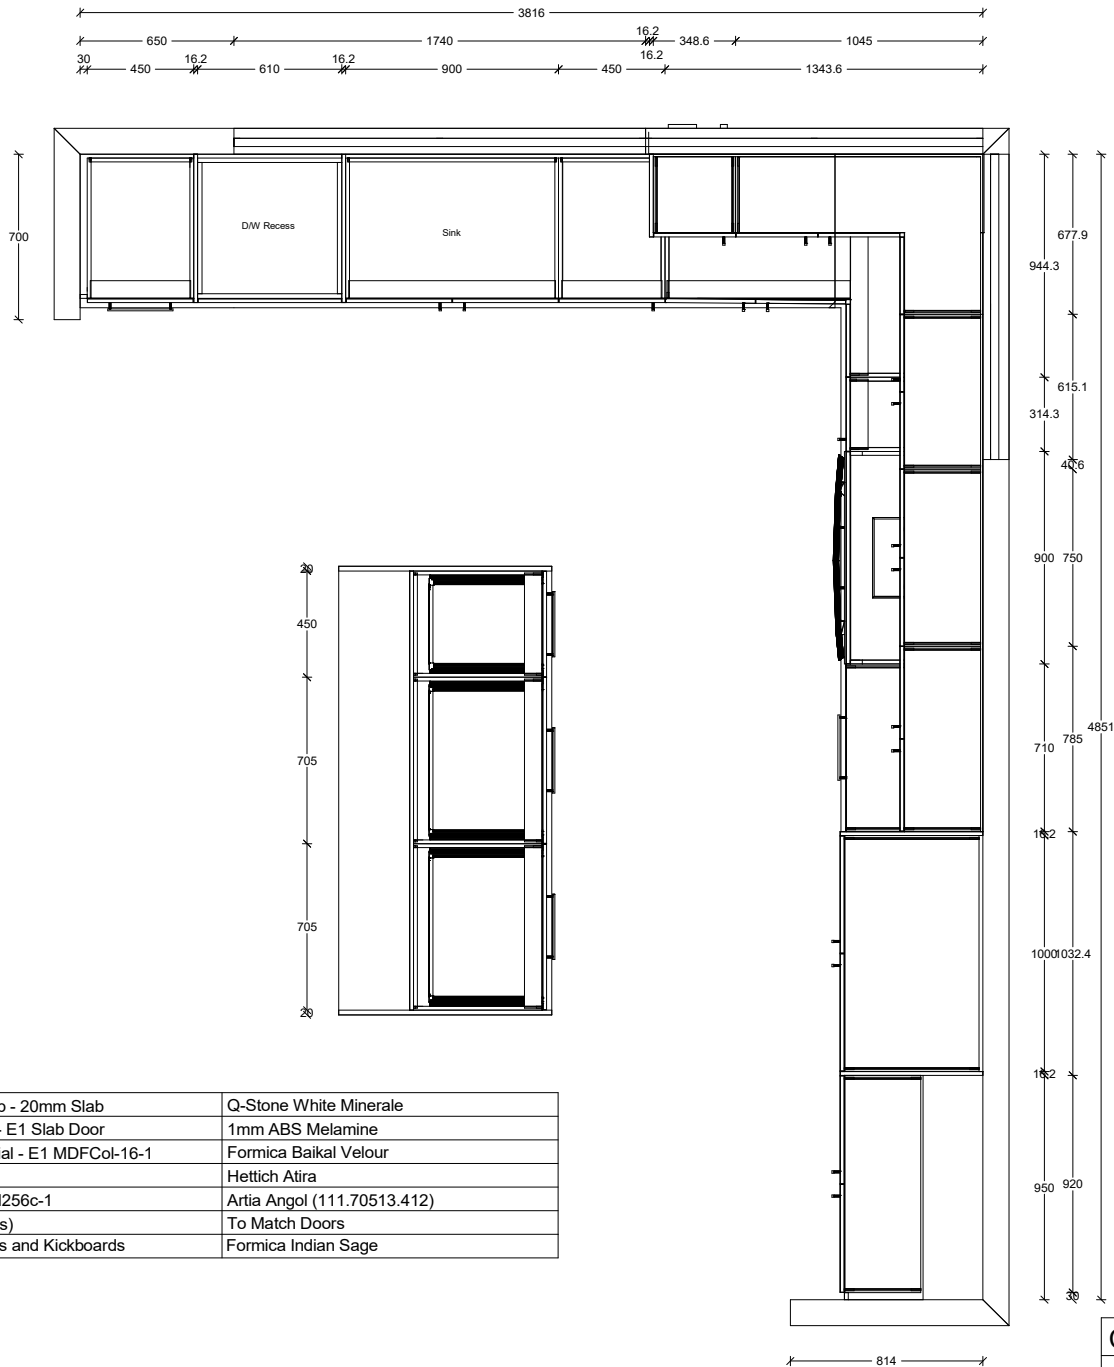 3816
650 1740 16.2 348.6 1045
30 450 16.2 610 16.2 900 450 16.2 1343.6
700
D/W Recess
Sink
677.9
944.3
615.1
314.3
40.6
900 750
4851
710 785
16.2
1000 1032.4
16.2
950 920
30
814
20
450
705
705
20
- 20mm Slab Q-Stone White Minerale
- E1 Slab Door 1mm ABS Melamine
al - E1 MDFCol-16-1 Formica Baikal Velour
Hettich Atira
256c-1 Artia Angol (111.70513.412)
s) To Match Doors
s and Kickboards Formica Indian Sage